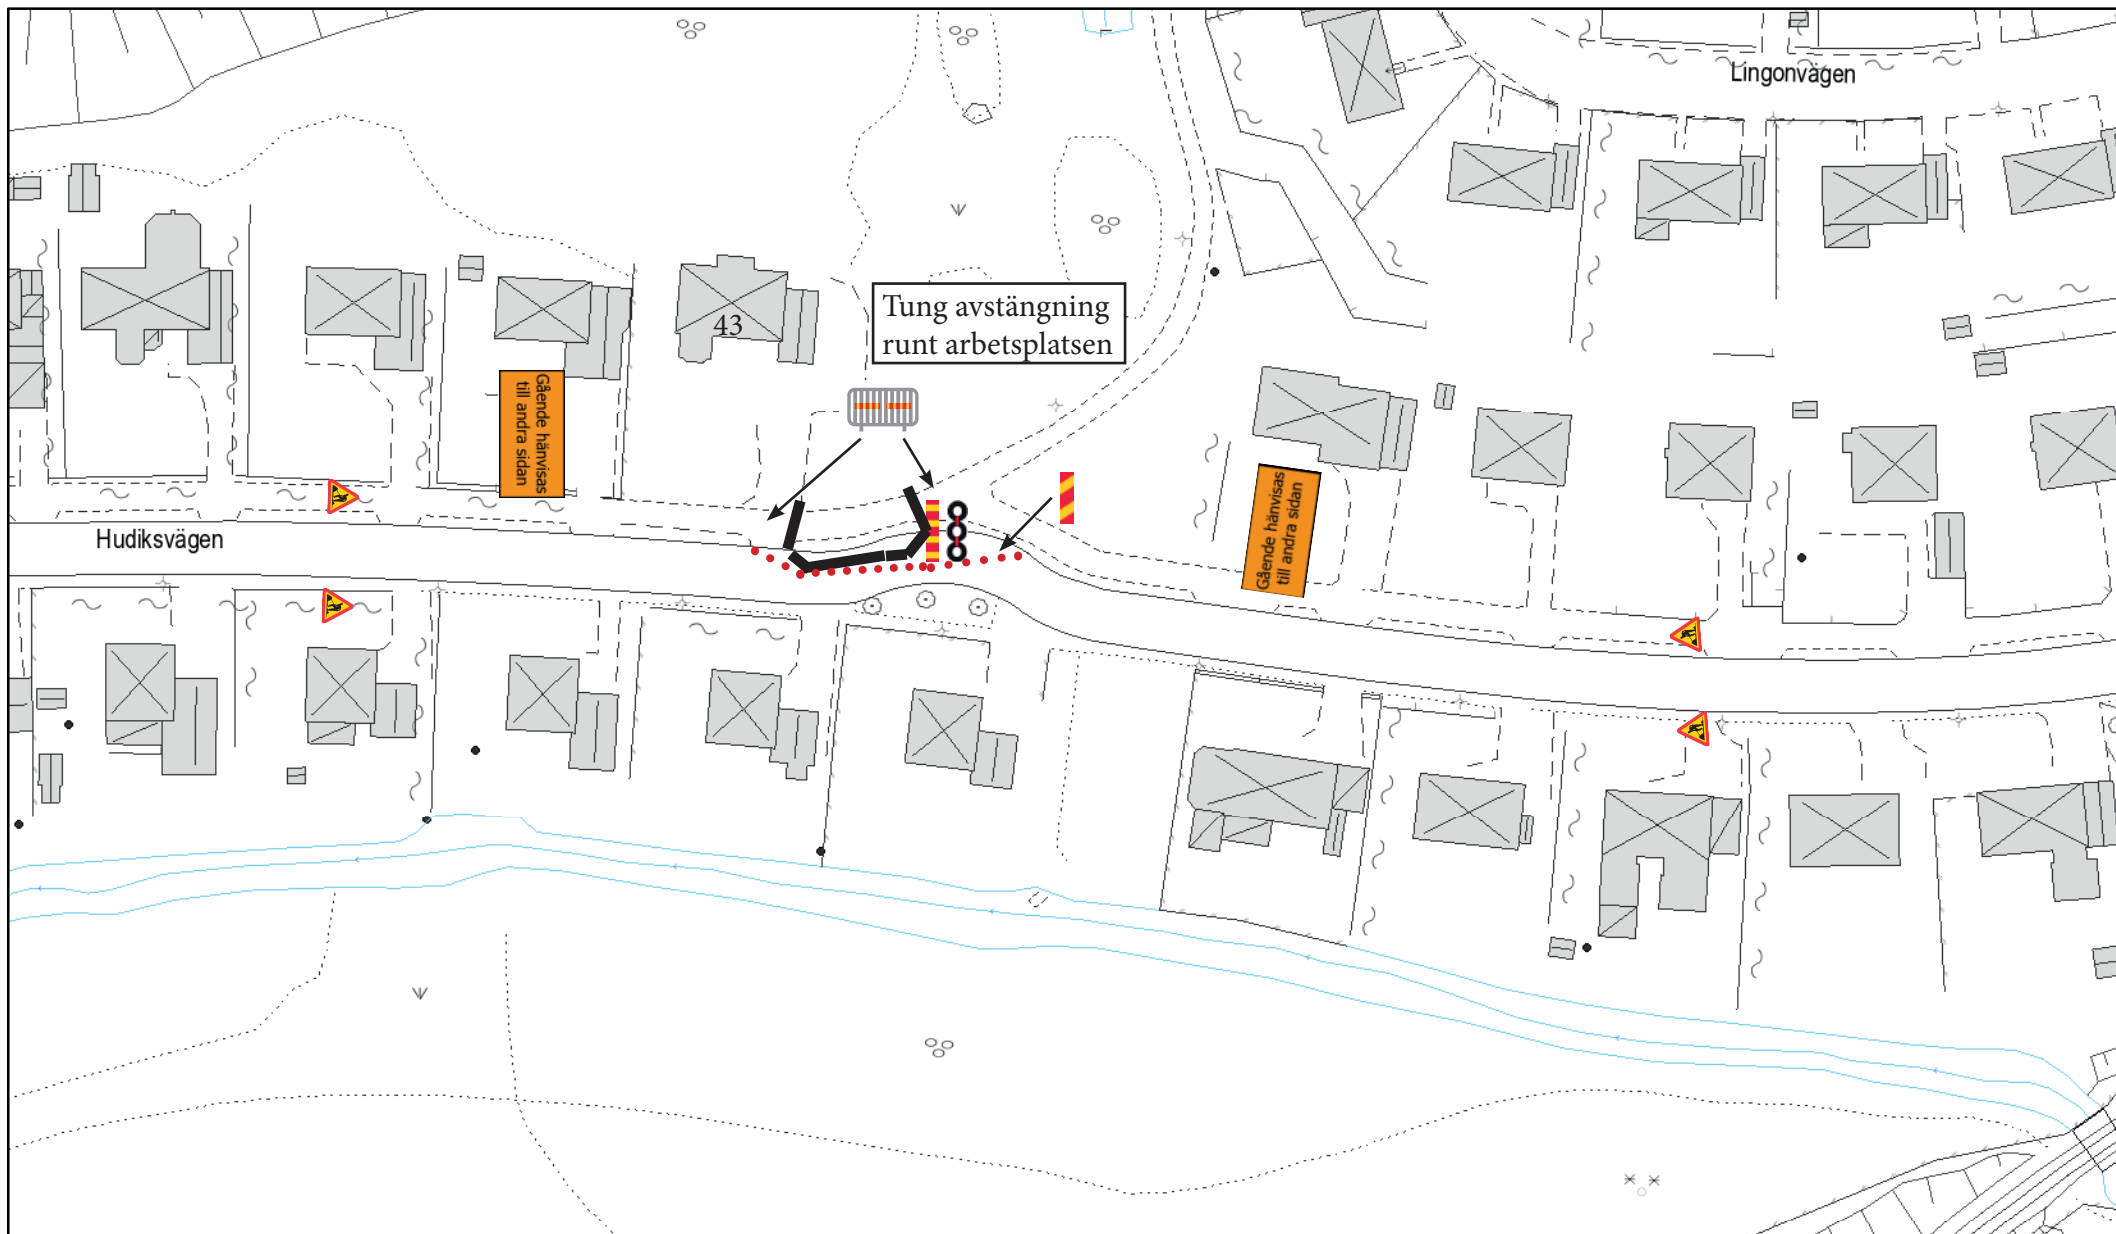 Lingonvägen
Tung avstängning
runt arbetsplatsen
43
Gående hänvisas
till andra sidan
Gående hänvisas
till andra sidan
Hudiksvägen